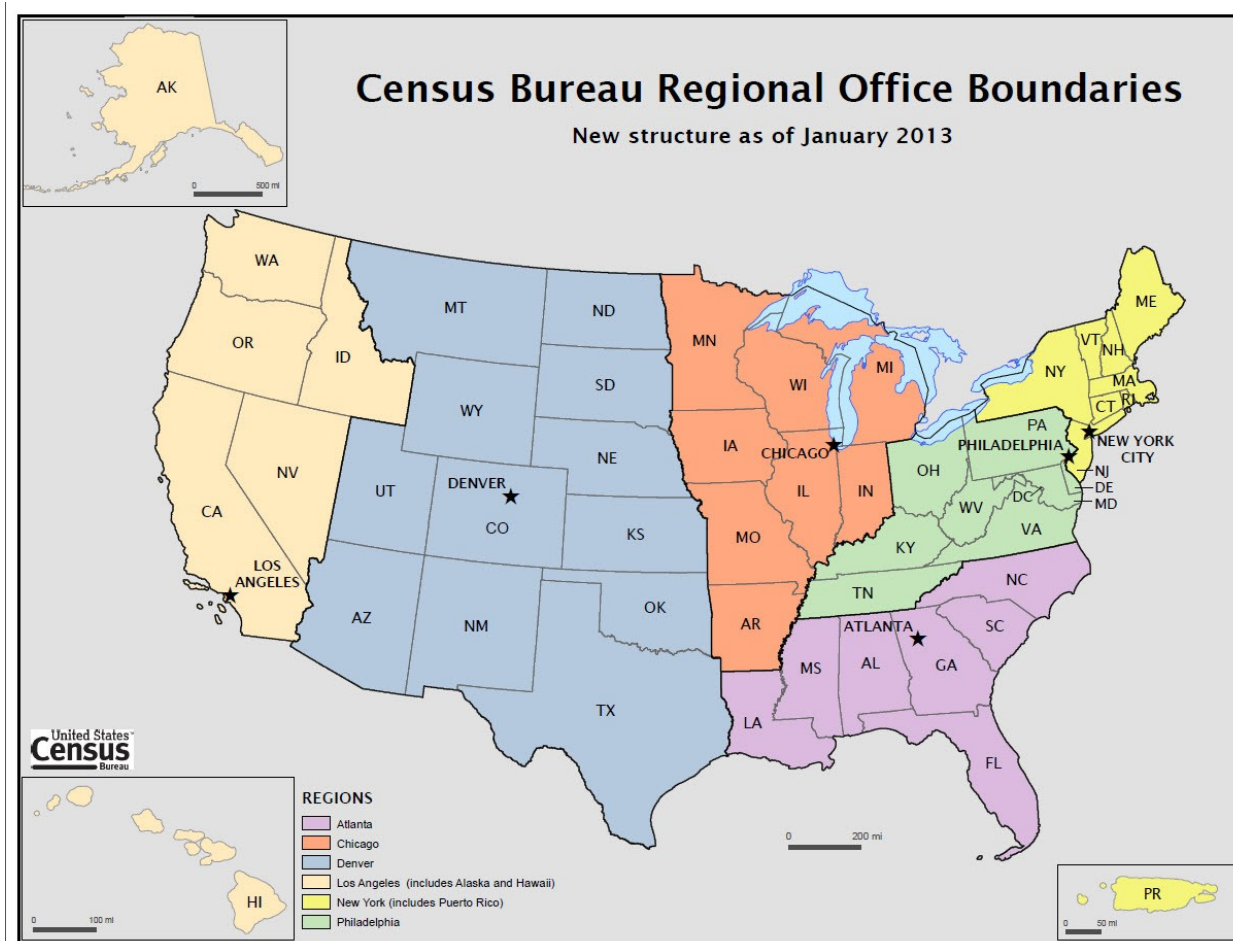 Census Bureau Regional Office Boundaries
New structure as of January 2013
AK
0 500 mi
WA
OR
ID
MT
ND
SD
WY
NE
NV
UT
CA
DENVER
CO
KS
LOS
ANGELES
AZ
NM
OK
TX
MN
WI
MI
IA
CHICAGO
IL
IN
MO
AR
ME
VT
NH
NY
MA
RI
CT
PA
PHILADELPHIA
NEW YORK
CITY
NJ
DE
MD
OH
WV
DC
VA
KY
TN
NC
SC
ATLANTA
GA
AL
MS
LA
FL
United States™
Census
Bureau
HI
0 100 mi
REGIONS
Atlanta
Chicago
Denver
Los Angeles (includes Alaska and Hawaii)
New York (includes Puerto Rico)
Philadelphia
0 200 mi
PR
0 50 mi